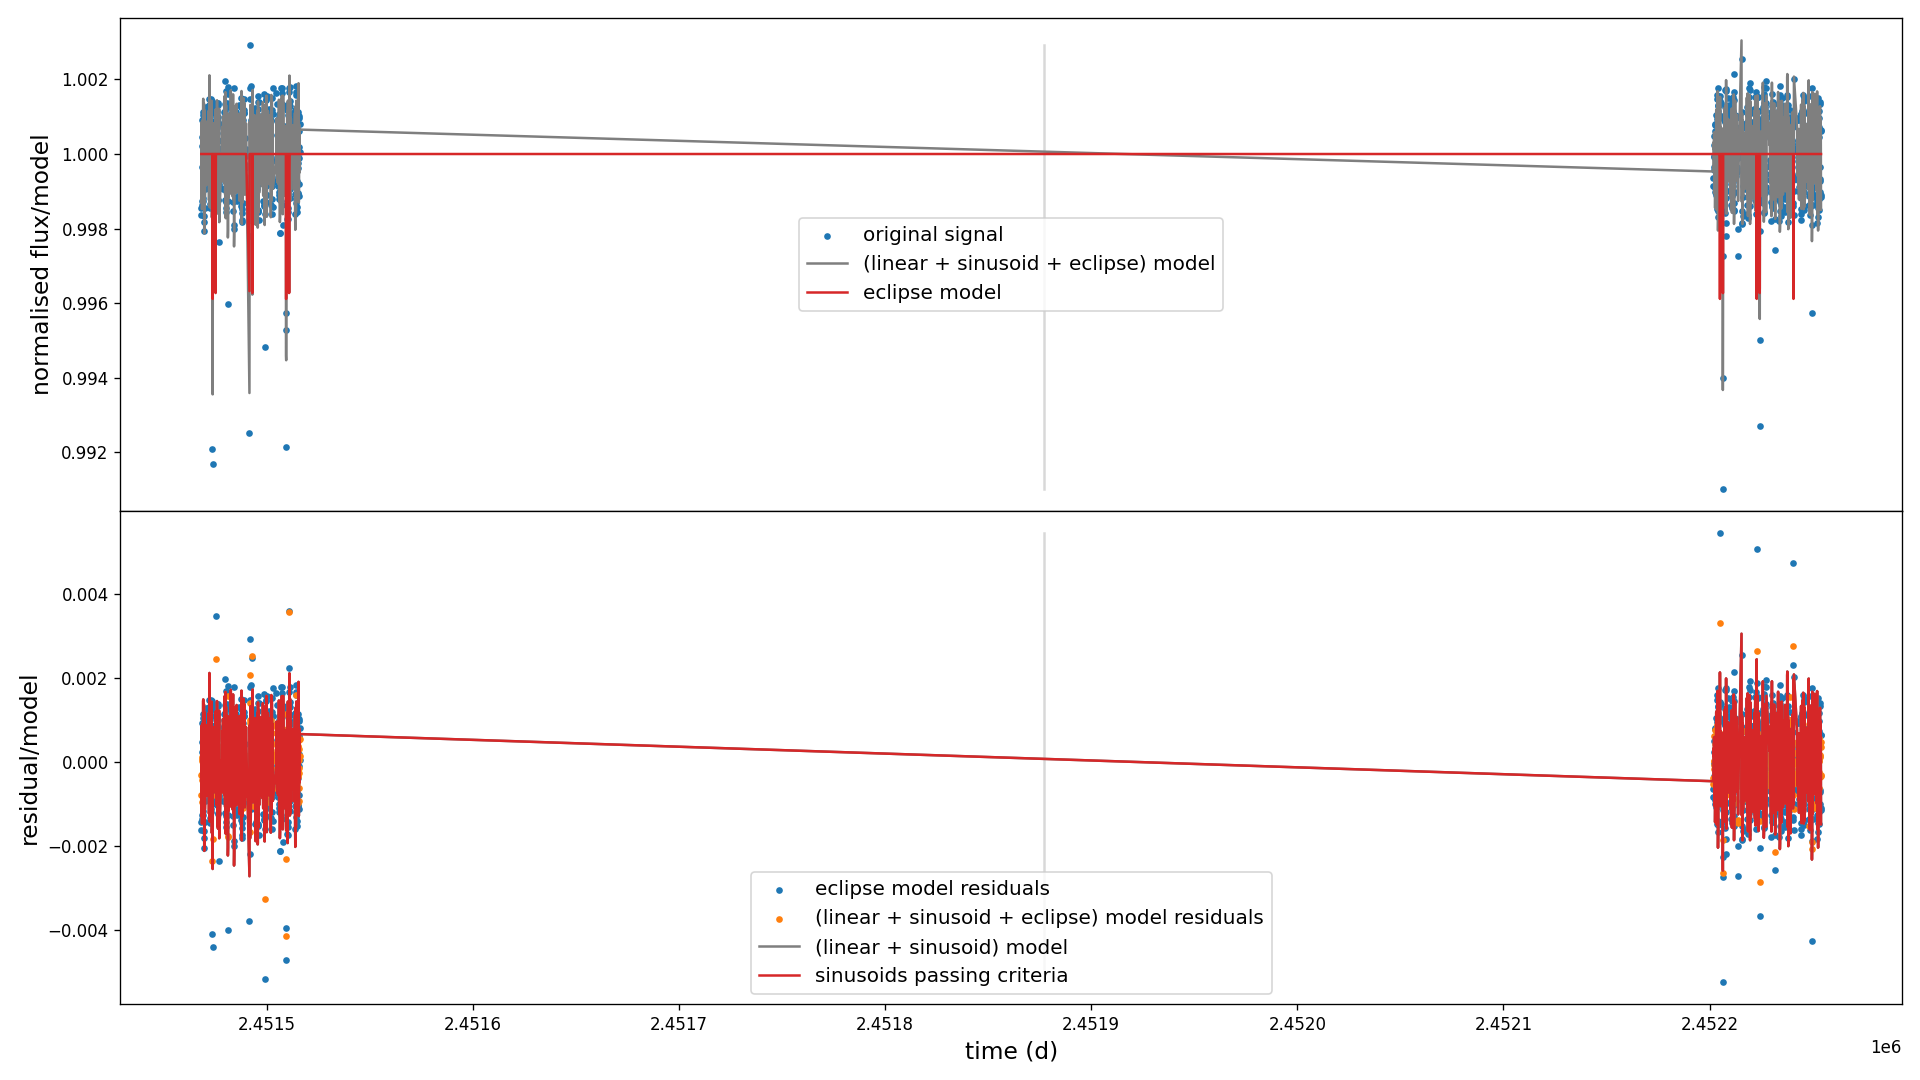 normalised flux/model
1.002
1.000
0.998
0.996
0.994
0.992
original signal
(linear + sinusoid + eclipse) model
eclipse model
residual/model
0.004
0.002
0.000
−0.002
−0.004
eclipse model residuals
(linear + sinusoid + eclipse) model residuals
(linear + sinusoid) model
sinusoids passing criteria
2.4515 2.4516 2.4517 2.4518 2.4519 2.4520 2.4521 2.4522
1e6
time (d)